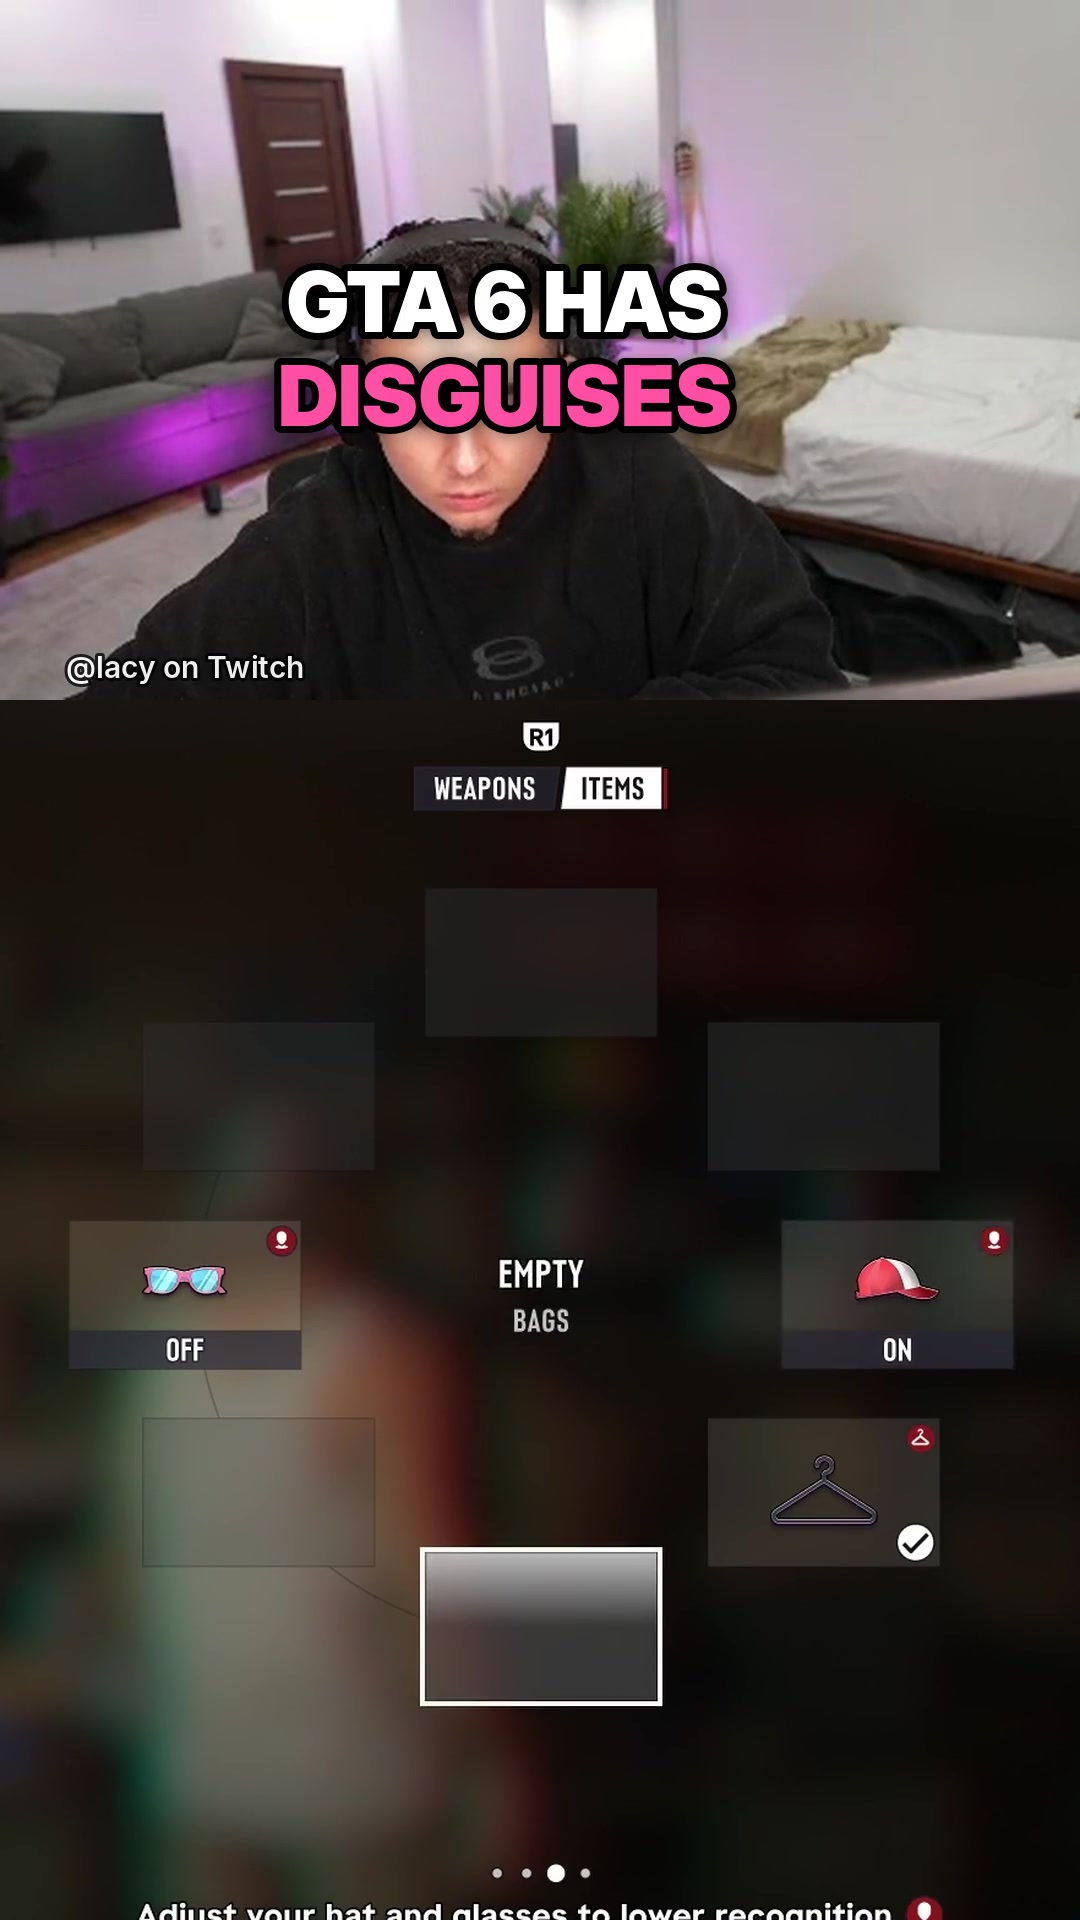 GTA 6 HAS
DISGUISES
@lacy on Twitch
R1
WEAPONS ITEMS
EMPTY
BAGS
OFF
ON
Adjust your hat and glasses to lower recognition